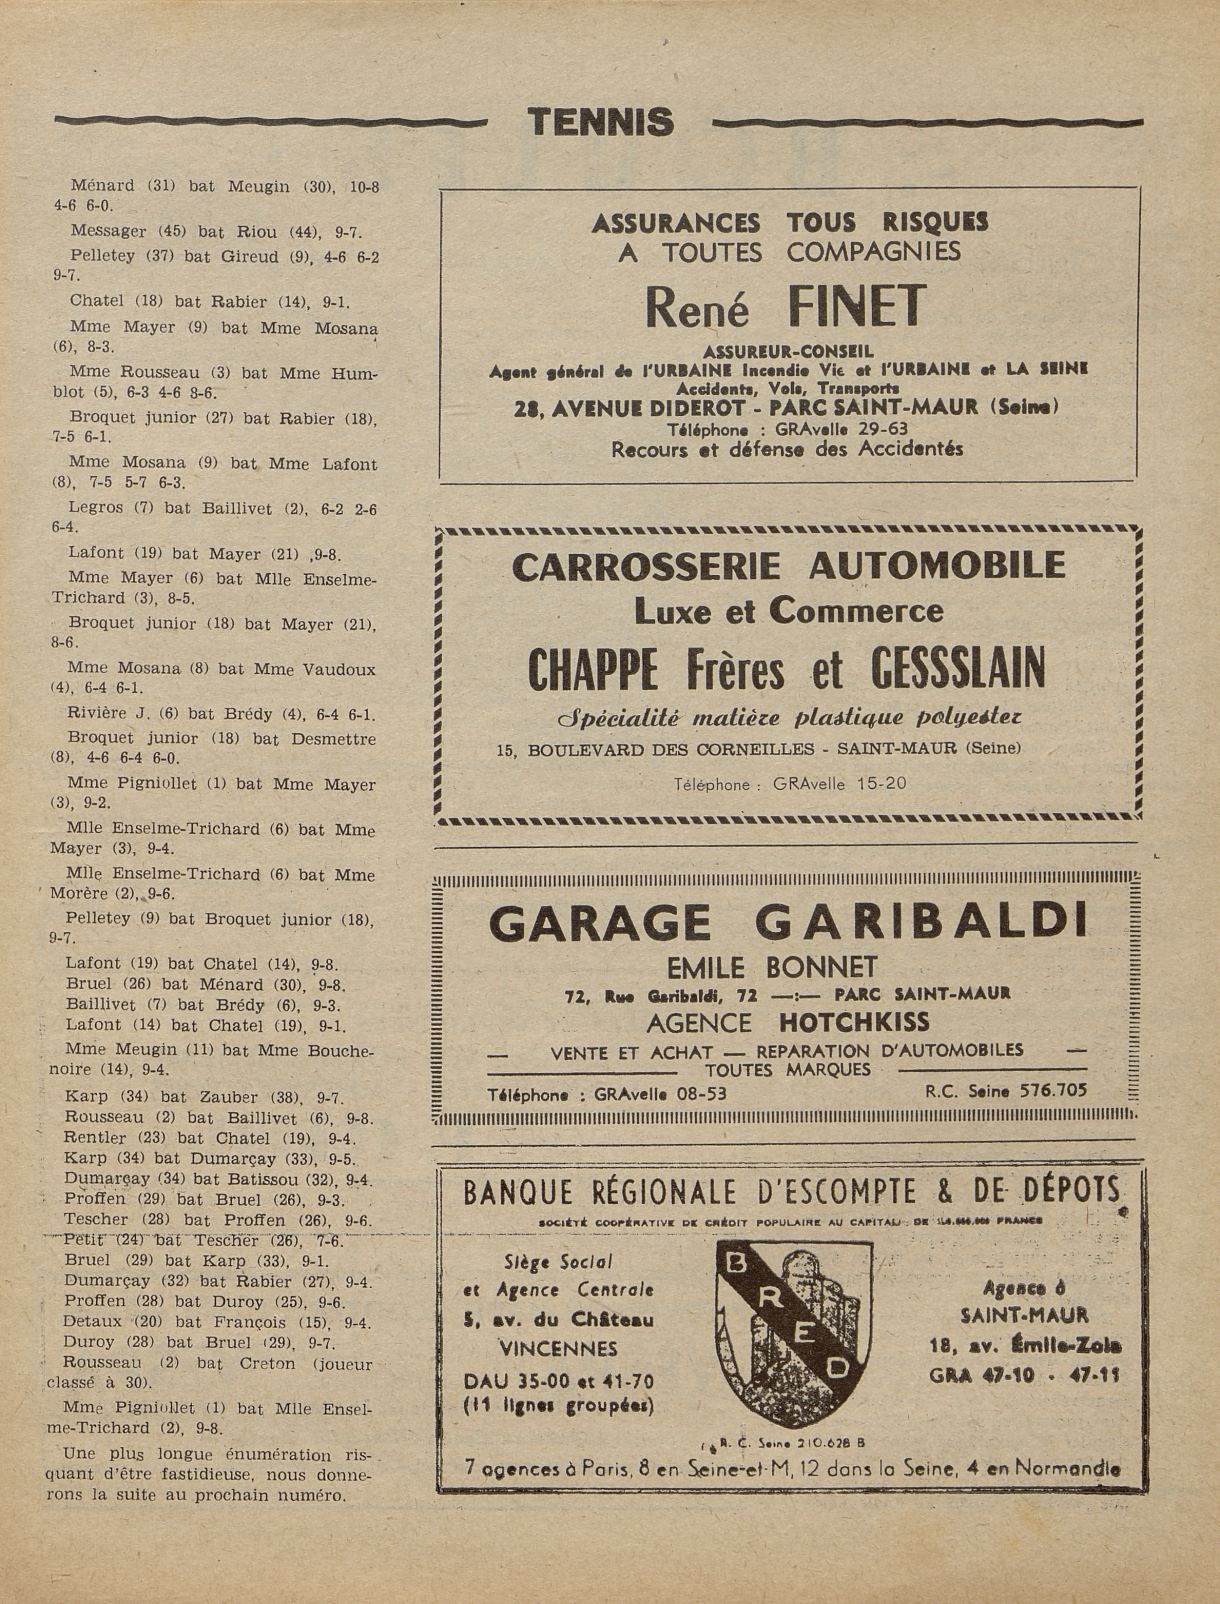 TENNIS
Ménard (31) bat Meugin (30), 10-8
4-6 6-0.
Messager (45) bat Riou (44), 9-7.
Pelletey (37) bat Gireud (9), 4-6 6-2
9-7.
Chatel (18) bat Rabier (14), 9-1.
Mme Mayer (9) bat Mme Mosana
(6), 8-3.
Mme Rousseau (3) bat Mme Hum-
blot (5), 6-3 4-6 8-6.
Broquet junior (27) bat Rabier (18),
7-5 6-1.
Mme Mosana (9) bat Mme Lafont
(8), 7-5 5-7 6-3.
Legros (7) bat Baillivet (2), 6-2 2-6
6-4.
Lafont (19) bat Mayer (21) ,9-8.
Mme Mayer (6) bat Mlle Enselme-
Trichard (3), 8-5.
Broquet junior (18) bat Mayer (21),
8-6.
Mme Mosana (8) bat Mme Vaudoux
(4), 6-4 6-1.
Rivière J. (6) bat Brédy (4), 6-4 6-1.
Broquet junior (18) bat Desmettre
(8), 4-6 6-4 6-0.
Mme Pigniollet (1) bat Mme Mayer
(3), 9-2.
Mlle Enselme-Trichard (6) bat Mme
Mayer (3), 9-4.
Mlle Enselme-Trichard (6) bat Mme
Morère (2), 9-6.
Pelletey (9) bat Broquet junior (18),
9-7.
Lafont (19) bat Chatel (14), 9-8.
Bruel (26) bat Ménard (30), 9-8.
Baillivet (7) bat Brédy (6), 9-3.
Lafont (14) bat Chatel (19), 9-1.
Mme Meugin (11) bat Mme Bouche-
noire (14), 9-4.
Karp (34) bat Zauber (38), 9-7.
Rousseau (2) bat Baillivet (6), 9-8.
Rentler (23) bat Chatel (19), 9-4.
Karp (34) bat Dumarçay (33), 9-5.
Dumarçay (34) bat Batissou (32), 9-4.
Proffen (29) bat Bruel (26), 9-3.
Tescher (28) bat Proffen (26), 9-6.
Petit (24) bat Tescher (26), 7-6.
Bruel (29) bat Karp (33), 9-1.
Dumarçay (32) bat Rabier (27), 9-4.
Proffen (28) bat Duroy (25), 9-6.
Detaux (20) bat François (15), 9-4.
Duroy (28) bat Bruel (29), 9-7.
Rousseau (2) bat Creton (joueur
classé à 30).
Mme Pigniollet (1) bat Mlle Ensel-
me-Trichard (2), 9-8.
Une plus longue énumération ris-
quant d'être fastidieuse, nous donne-
rons la suite au prochain numéro.
ASSURANCES TOUS RISQUES
A TOUTES COMPAGNIES
René FINET
ASSUREUR-CONSEIL
Agent général de l'URBAINE Incendie Vie et l'URBAINE et LA SEINE
Accidents, Vols, Transports
28, AVENUE DIDEROT - PARC SAINT-MAUR (Seine)
Téléphone : GRAvelle 29-63
Recours et défense des Accidentés
CARROSSERIE AUTOMOBILE
Luxe et Commerce
CHAPPE Frères et GESSSLAIN
Spécialité matière plastique polyester
15, BOULEVARD DES CORNEILLES - SAINT-MAUR (Seine)
Téléphone : GRAvelle 15-20
GARAGE GARIBALDI
EMILE BONNET
72, Rue Garibaldi, 72 —:— PARC SAINT-MAUR
AGENCE HOTCHKISS
— VENTE ET ACHAT — REPARATION D'AUTOMOBILES —
TOUTES MARQUES
Téléphone : GRAvelle 08-53 R.C. Seine 576.705
BANQUE RÉGIONALE D'ESCOMPTE & DE DÉPOTS
SOCIÉTÉ COOPÉRATIVE DE CRÉDIT POPULAIRE AU CAPITAL DE FRANCS
Siège Social
et Agence Centrale
5, av. du Château
VINCENNES
DAU 35-00 et 41-70
(11 lignes groupées)
BRED
Agence à
SAINT-MAUR
18, av. Émile-Zola
GRA 47-10 - 47-11
R. C. Seine 210.628 B
7 agences à Paris, 8 en Seine-et-M, 12 dans la Seine, 4 en Normandie